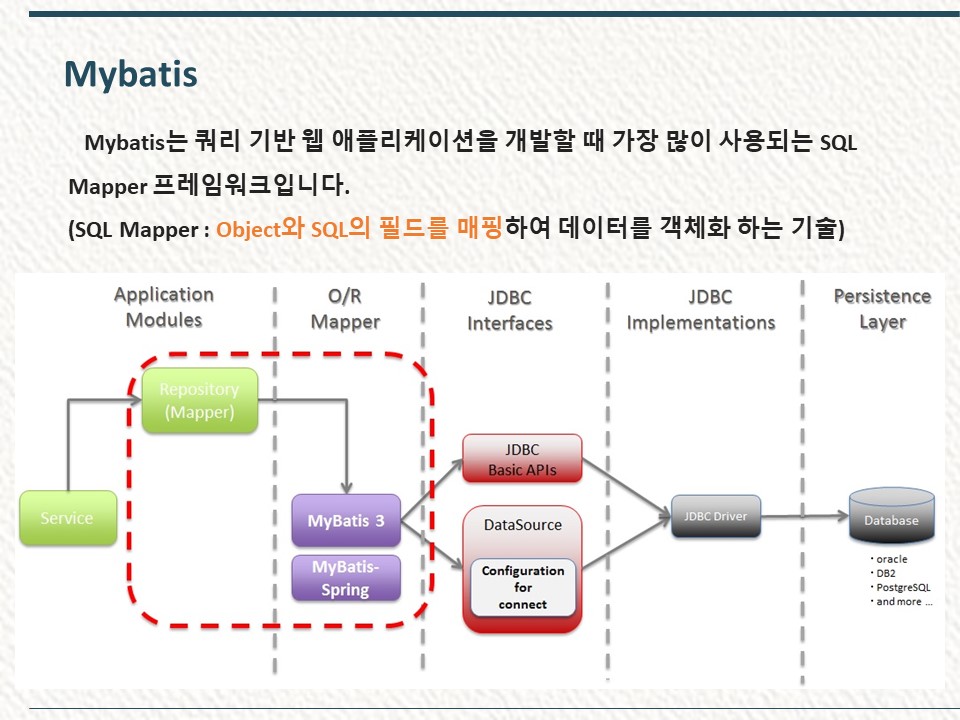 Mybatis
Mybatis는 쿼리 기반 웹 애플리케이션을 개발할 때 가장 많이 사용되는 SQL
Mapper 프레임워크입니다.
(SQL Mapper : Object와 SQL의 필드를 매핑하여 데이터를 객체화 하는 기술)
Application
Modules
O/R
Mapper
JDBC
Interfaces
JDBC
Implementations
Persistence
Layer
Repository
(Mapper)
Service
MyBatis 3
MyBatis-
Spring
JDBC
Basic APIs
DataSource
Configuration
for
connect
JDBC Driver
Database
· oracle
· DB2
· PostgreSQL
· and more ...